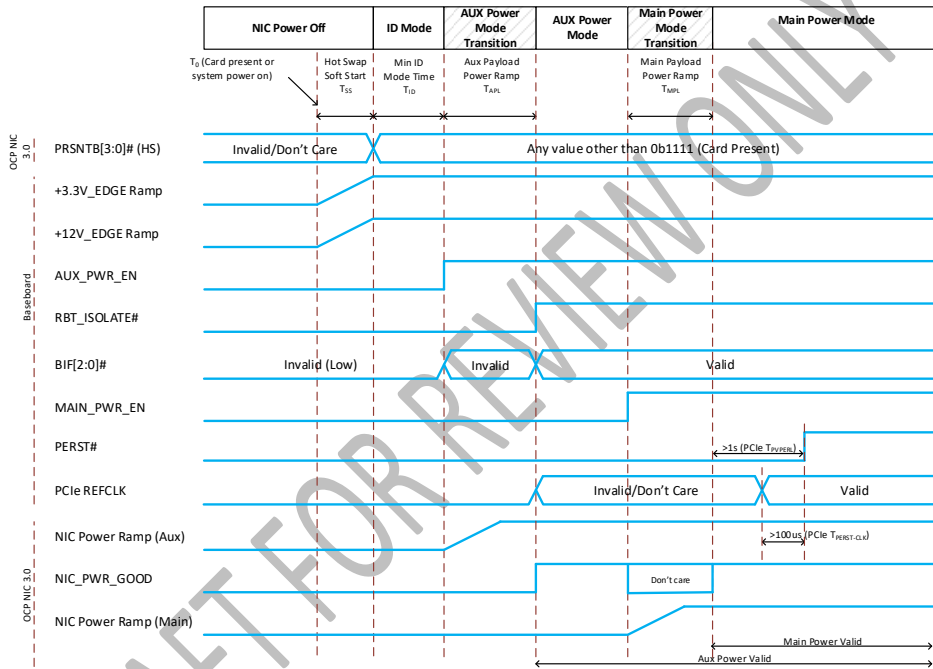 NIC Power Off
ID Mode
AUX Power
Mode
Transition
AUX Power
Mode
Main Power
Mode
Transition
Main Power Mode
T0 (Card present or
system power on)
Hot Swap
Soft Start
TSS
Min ID
Mode Time
TID
Aux Payload
Power Ramp
TAPL
Main Payload
Power Ramp
TMPL
OCP NIC
3.0
PRSNTB[3:0]# (HS)
Invalid/Don't Care
Any value other than 0b1111 (Card Present)
Baseboard
+3.3V_EDGE Ramp
+12V_EDGE Ramp
AUX_PWR_EN
RBT_ISOLATE#
BIF[2:0]#
Invalid (Low)
Invalid
Valid
MAIN_PWR_EN
PERST#
>1s (PCIe TPVPERL)
PCIe REFCLK
Invalid/Don't Care
Valid
OCP NIC 3.0
NIC Power Ramp (Aux)
>100us (PCIe TPERST-CLK)
NIC_PWR_GOOD
Don't care
NIC Power Ramp (Main)
Main Power Valid
Aux Power Valid
AFT FOR REVIEW ONLY